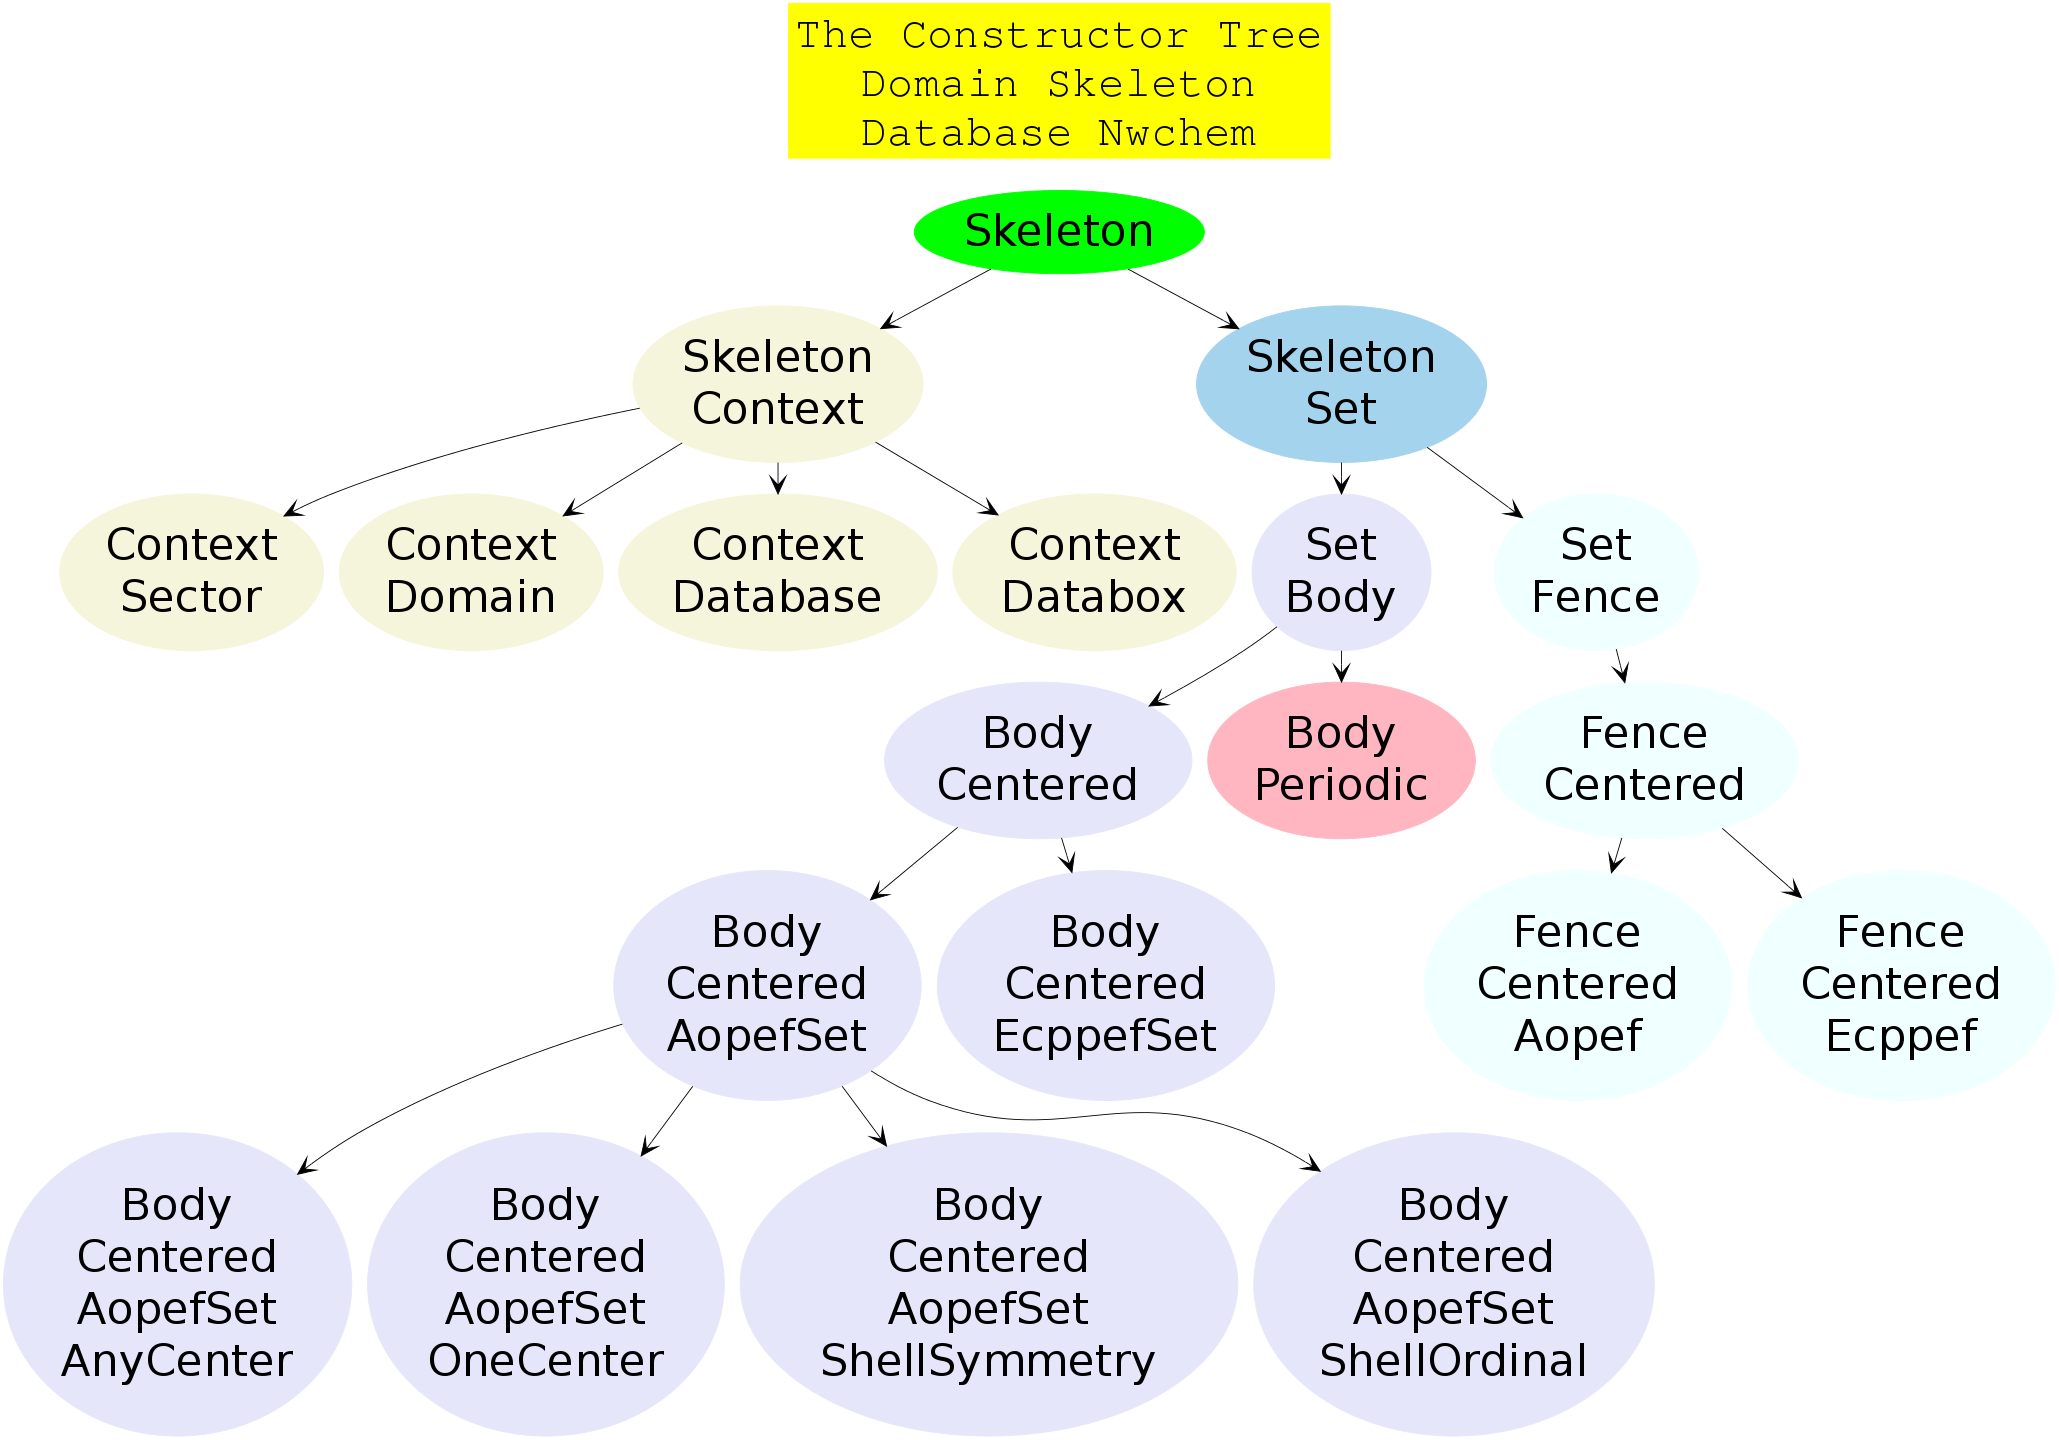 The Constructor Tree
Domain Skeleton
Database Nwchem
Skeleton
Skeleton
Context
Skeleton
Set
Context
Sector
Context
Domain
Context
Database
Context
Databox
Set
Body
Set
Fence
Body
Centered
Body
Periodic
Fence
Centered
Body
Centered
AopefSet
Body
Centered
EcppefSet
Fence
Centered
Aopef
Fence
Centered
Ecppef
Body
Centered
AopefSet
AnyCenter
Body
Centered
AopefSet
OneCenter
Body
Centered
AopefSet
ShellSymmetry
Body
Centered
AopefSet
ShellOrdinal